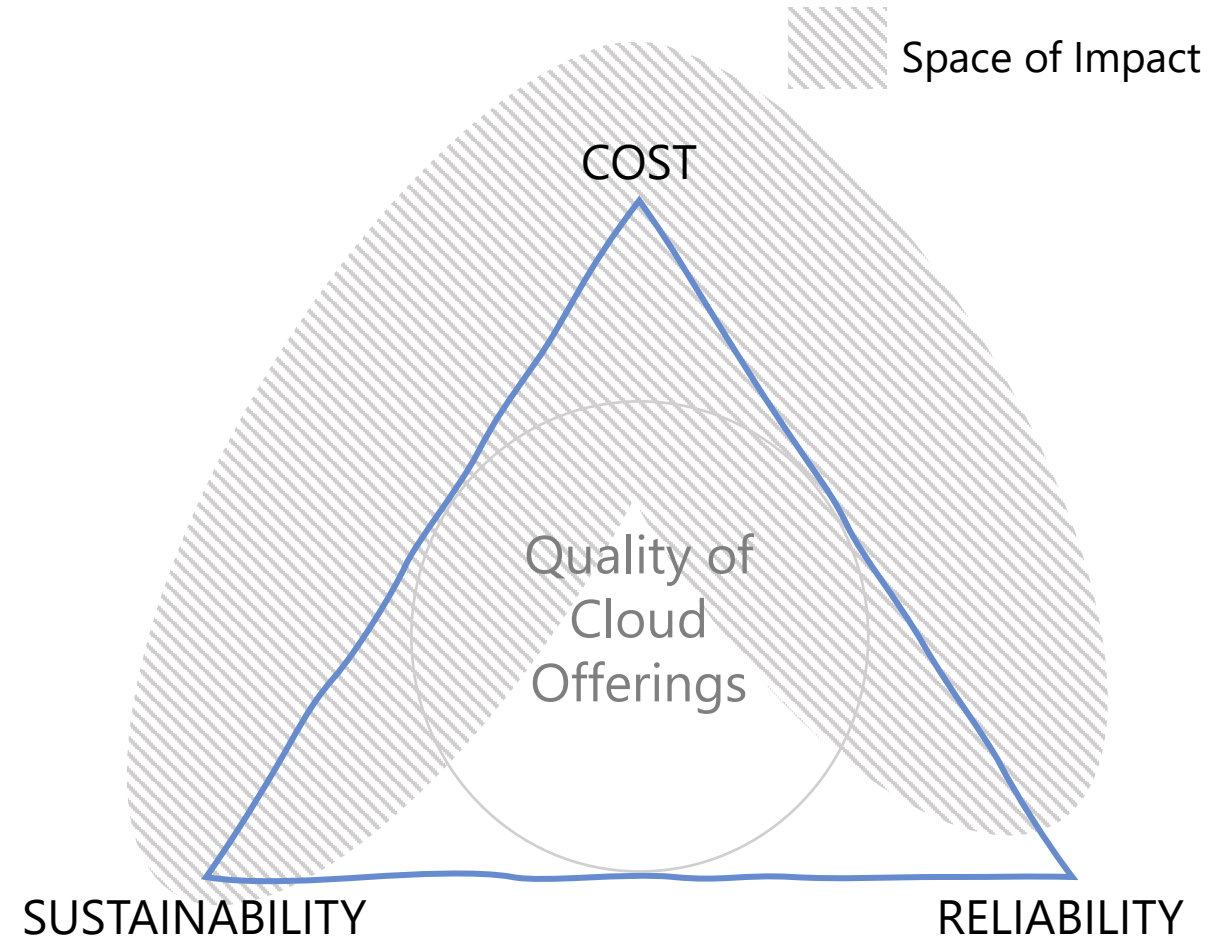 Space of Impact
COST
Quality of
Cloud
Offerings
SUSTAINABILITY
RELIABILITY